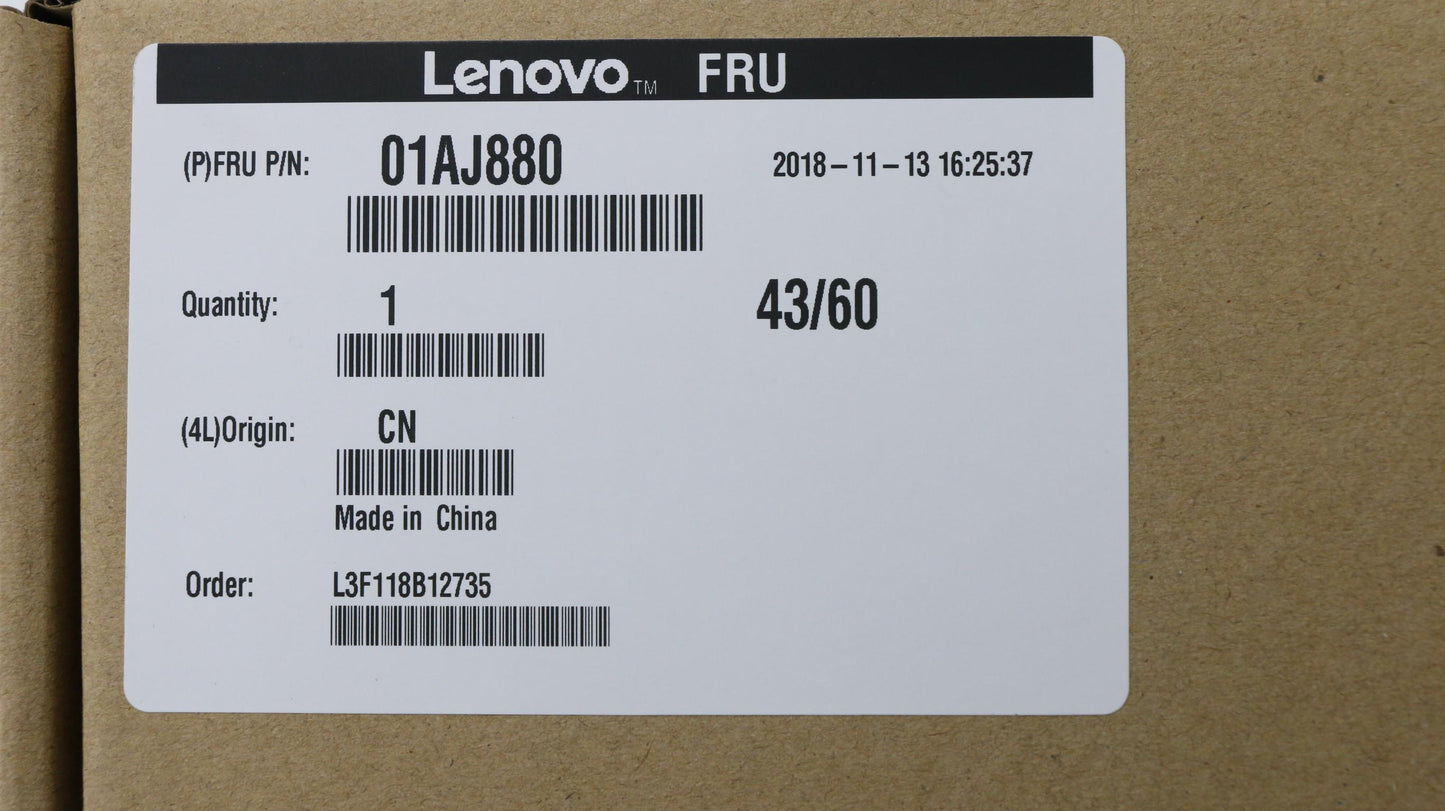 Lenovo™ FRU
(P)FRU P/N: 01AJ880 2018-11-13 16:25:37
Quantity: 1 43/60
(4L)Origin: CN
Made in China
Order: L3F118B12735